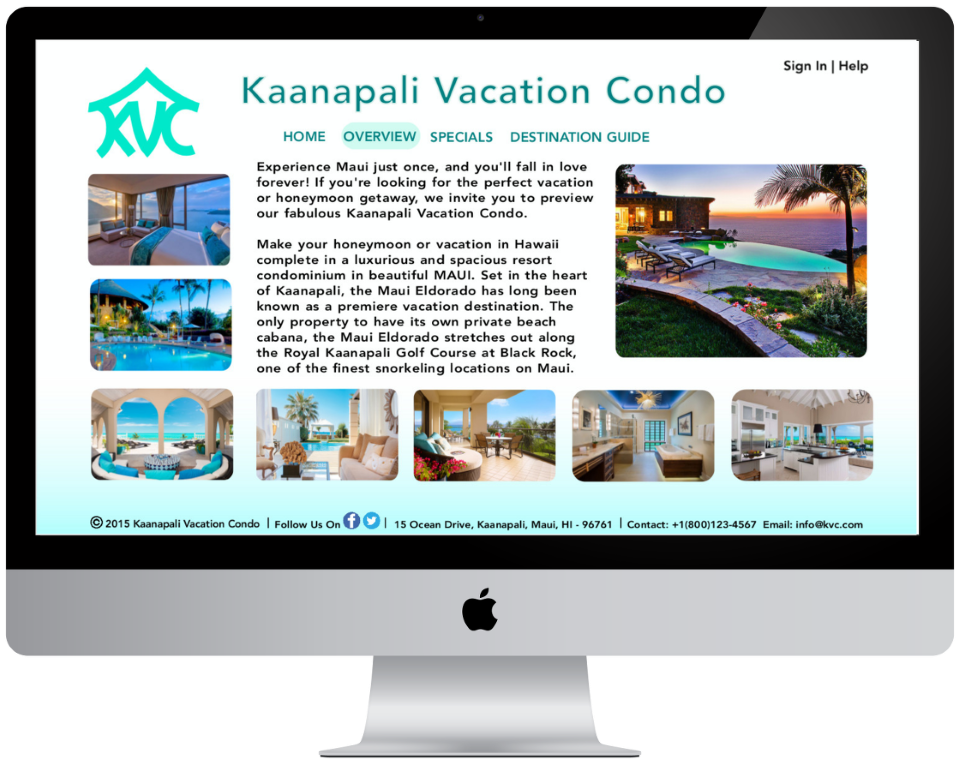 Sign In | Help
KVC
Kaanapali Vacation Condo
HOME OVERVIEW SPECIALS DESTINATION GUIDE
Experience Maui just once, and you'll fall in love
forever! If you're looking for the perfect vacation
or honeymoon getaway, we invite you to preview
our fabulous Kaanapali Vacation Condo.
Make your honeymoon or vacation in Hawaii
complete in a luxurious and spacious resort
condominium in beautiful MAUI. Set in the heart
of Kaanapali, the Maui Eldorado has long been
known as a premiere vacation destination. The
only property to have its own private beach
cabana, the Maui Eldorado stretches out along
the Royal Kaanapali Golf Course at Black Rock,
one of the finest snorkeling locations on Maui.
© 2015 Kaanapali Vacation Condo | Follow Us On f | 15 Ocean Drive, Kaanapali, Maui, HI - 96761 | Contact: +1(800)123-4567 Email: info@kvc.com